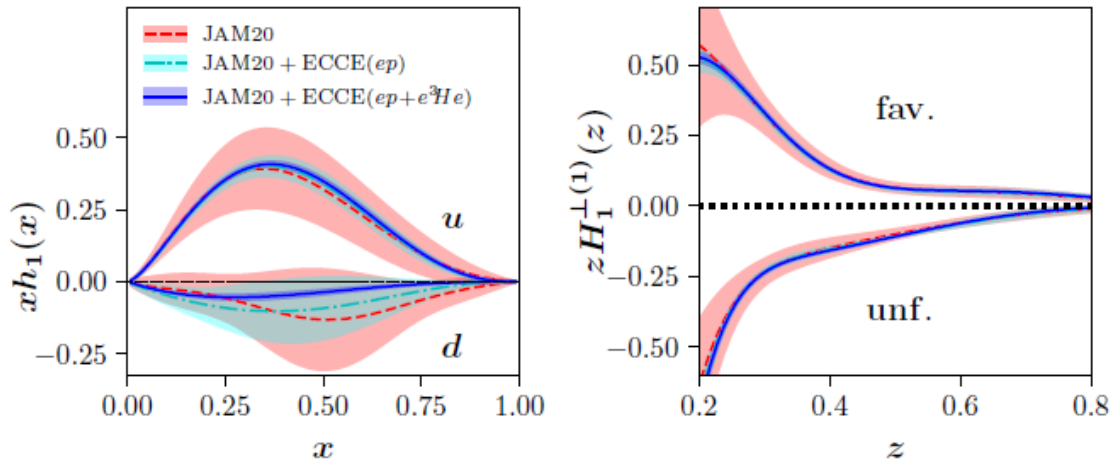 JAM20
JAM20 + ECCE(ep)
JAM20 + ECCE(ep+e³He)
0.50
0.25
0.00
−0.25
xh₁(x)
u
d
0.00 0.25 0.50 0.75 1.00
x
0.50
0.25
0.00
−0.25
−0.50
zH₁^⊥(1)(z)
fav.
unf.
0.2 0.4 0.6 0.8
z